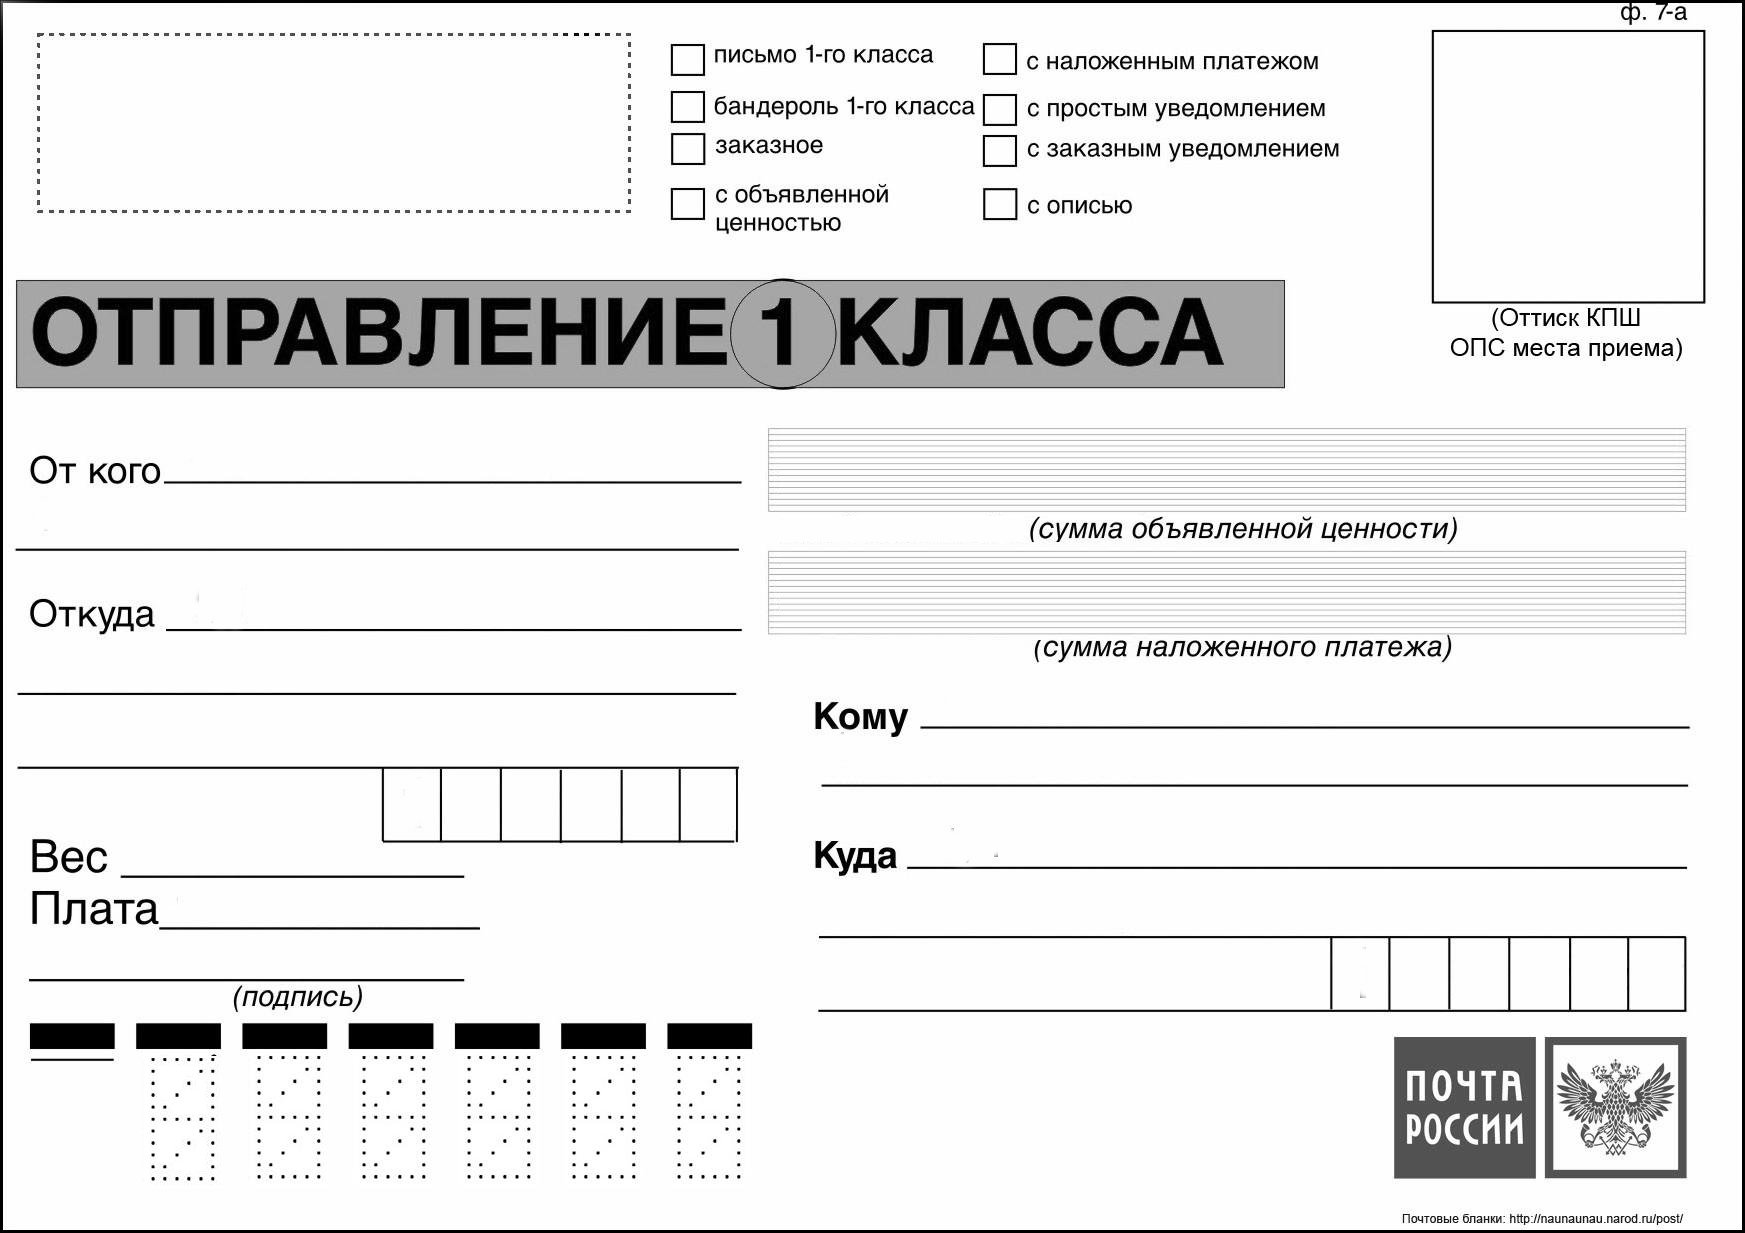 ф. 7-а
письмо 1-го класса
с наложенным платежом
бандероль 1-го класса
с простым уведомлением
заказное
с заказным уведомлением
с объявленной
ценностью
с описью
(Оттиск КПШ
ОПС места приема)
ОТПРАВЛЕНИЕ 1 КЛАССА
От кого
(сумма объявленной ценности)
Откуда
(сумма наложенного платежа)
Кому
Куда
Вес
Плата
(подпись)
ПОЧТА
РОССИИ
Почтовые бланки: http://naunaunau.narod.ru/post/